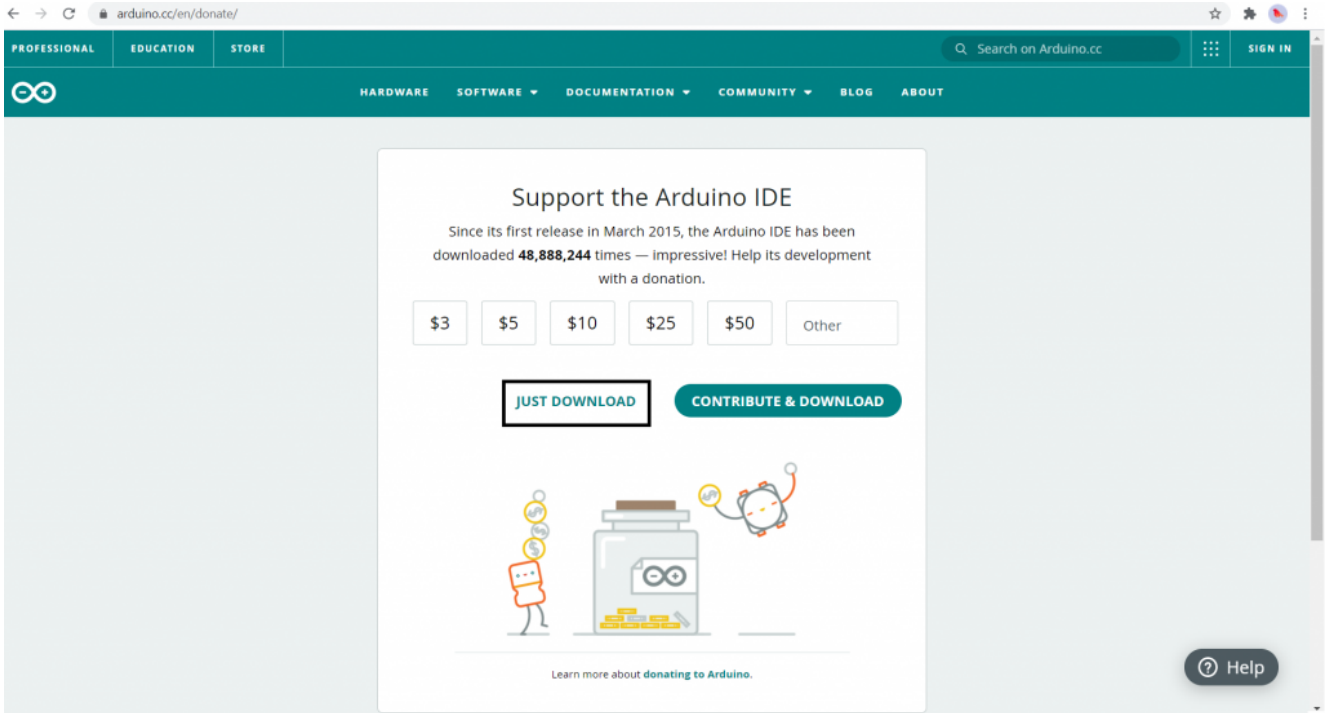 arduino.cc/en/donate/
PROFESSIONAL EDUCATION STORE Search on Arduino.cc SIGN IN
HARDWARE SOFTWARE DOCUMENTATION COMMUNITY BLOG ABOUT
Support the Arduino IDE
Since its first release in March 2015, the Arduino IDE has been
downloaded 48,888,244 times — impressive! Help its development
with a donation.
$3 $5 $10 $25 $50 Other
JUST DOWNLOAD CONTRIBUTE & DOWNLOAD
Learn more about donating to Arduino.
Help